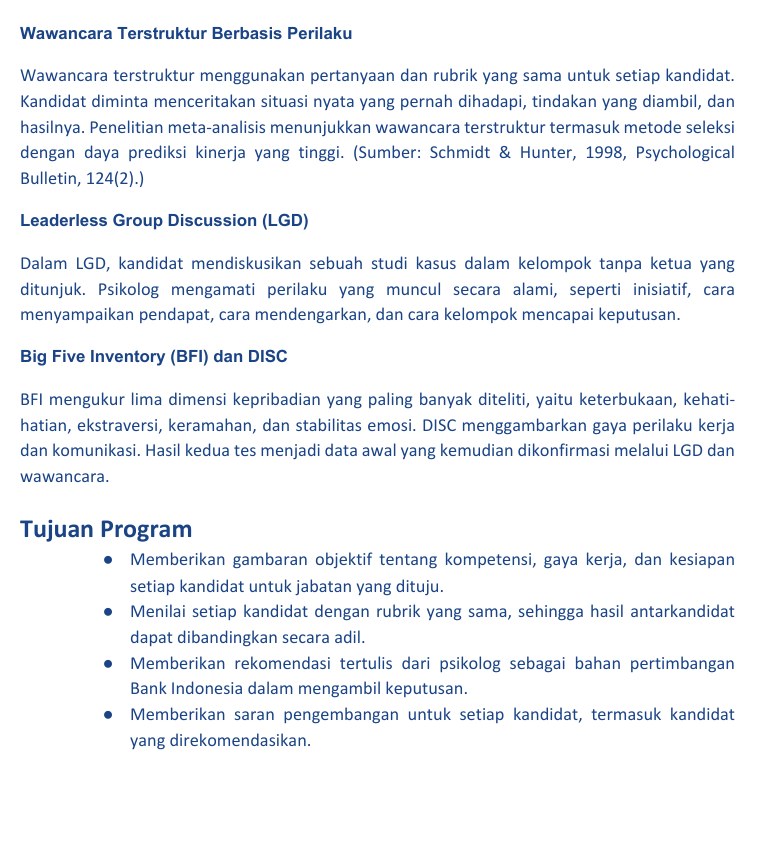 Wawancara Terstruktur Berbasis Perilaku
Wawancara terstruktur menggunakan pertanyaan dan rubrik yang sama untuk setiap kandidat.
Kandidat diminta menceritakan situasi nyata yang pernah dihadapi, tindakan yang diambil, dan
hasilnya. Penelitian meta-analisis menunjukkan wawancara terstruktur termasuk metode seleksi
dengan daya prediksi kinerja yang tinggi. (Sumber: Schmidt & Hunter, 1998, Psychological
Bulletin, 124(2).)
Leaderless Group Discussion (LGD)
Dalam LGD, kandidat mendiskusikan sebuah studi kasus dalam kelompok tanpa ketua yang
ditunjuk. Psikolog mengamati perilaku yang muncul secara alami, seperti inisiatif, cara
menyampaikan pendapat, cara mendengarkan, dan cara kelompok mencapai keputusan.
Big Five Inventory (BFI) dan DISC
BFI mengukur lima dimensi kepribadian yang paling banyak diteliti, yaitu keterbukaan, kehati-
hatian, ekstraversi, keramahan, dan stabilitas emosi. DISC menggambarkan gaya perilaku kerja
dan komunikasi. Hasil kedua tes menjadi data awal yang kemudian dikonfirmasi melalui LGD dan
wawancara.
Tujuan Program
● Memberikan gambaran objektif tentang kompetensi, gaya kerja, dan kesiapan
setiap kandidat untuk jabatan yang dituju.
● Menilai setiap kandidat dengan rubrik yang sama, sehingga hasil antarkandidat
dapat dibandingkan secara adil.
● Memberikan rekomendasi tertulis dari psikolog sebagai bahan pertimbangan
Bank Indonesia dalam mengambil keputusan.
● Memberikan saran pengembangan untuk setiap kandidat, termasuk kandidat
yang direkomendasikan.